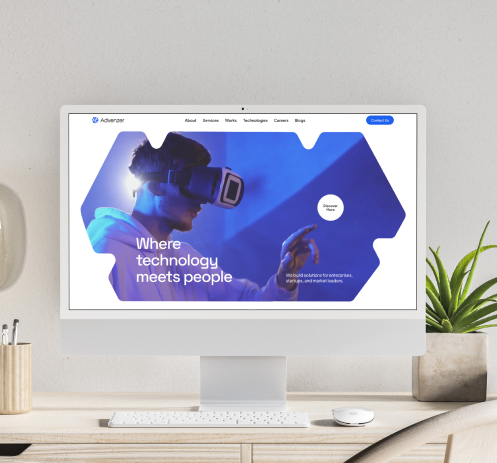 Advenzer
About Services Works Technologies Careers Blogs
Contact Us
Discover
More
Where
technology
meets people
We build solutions for enterprises,
startups, and market leaders.